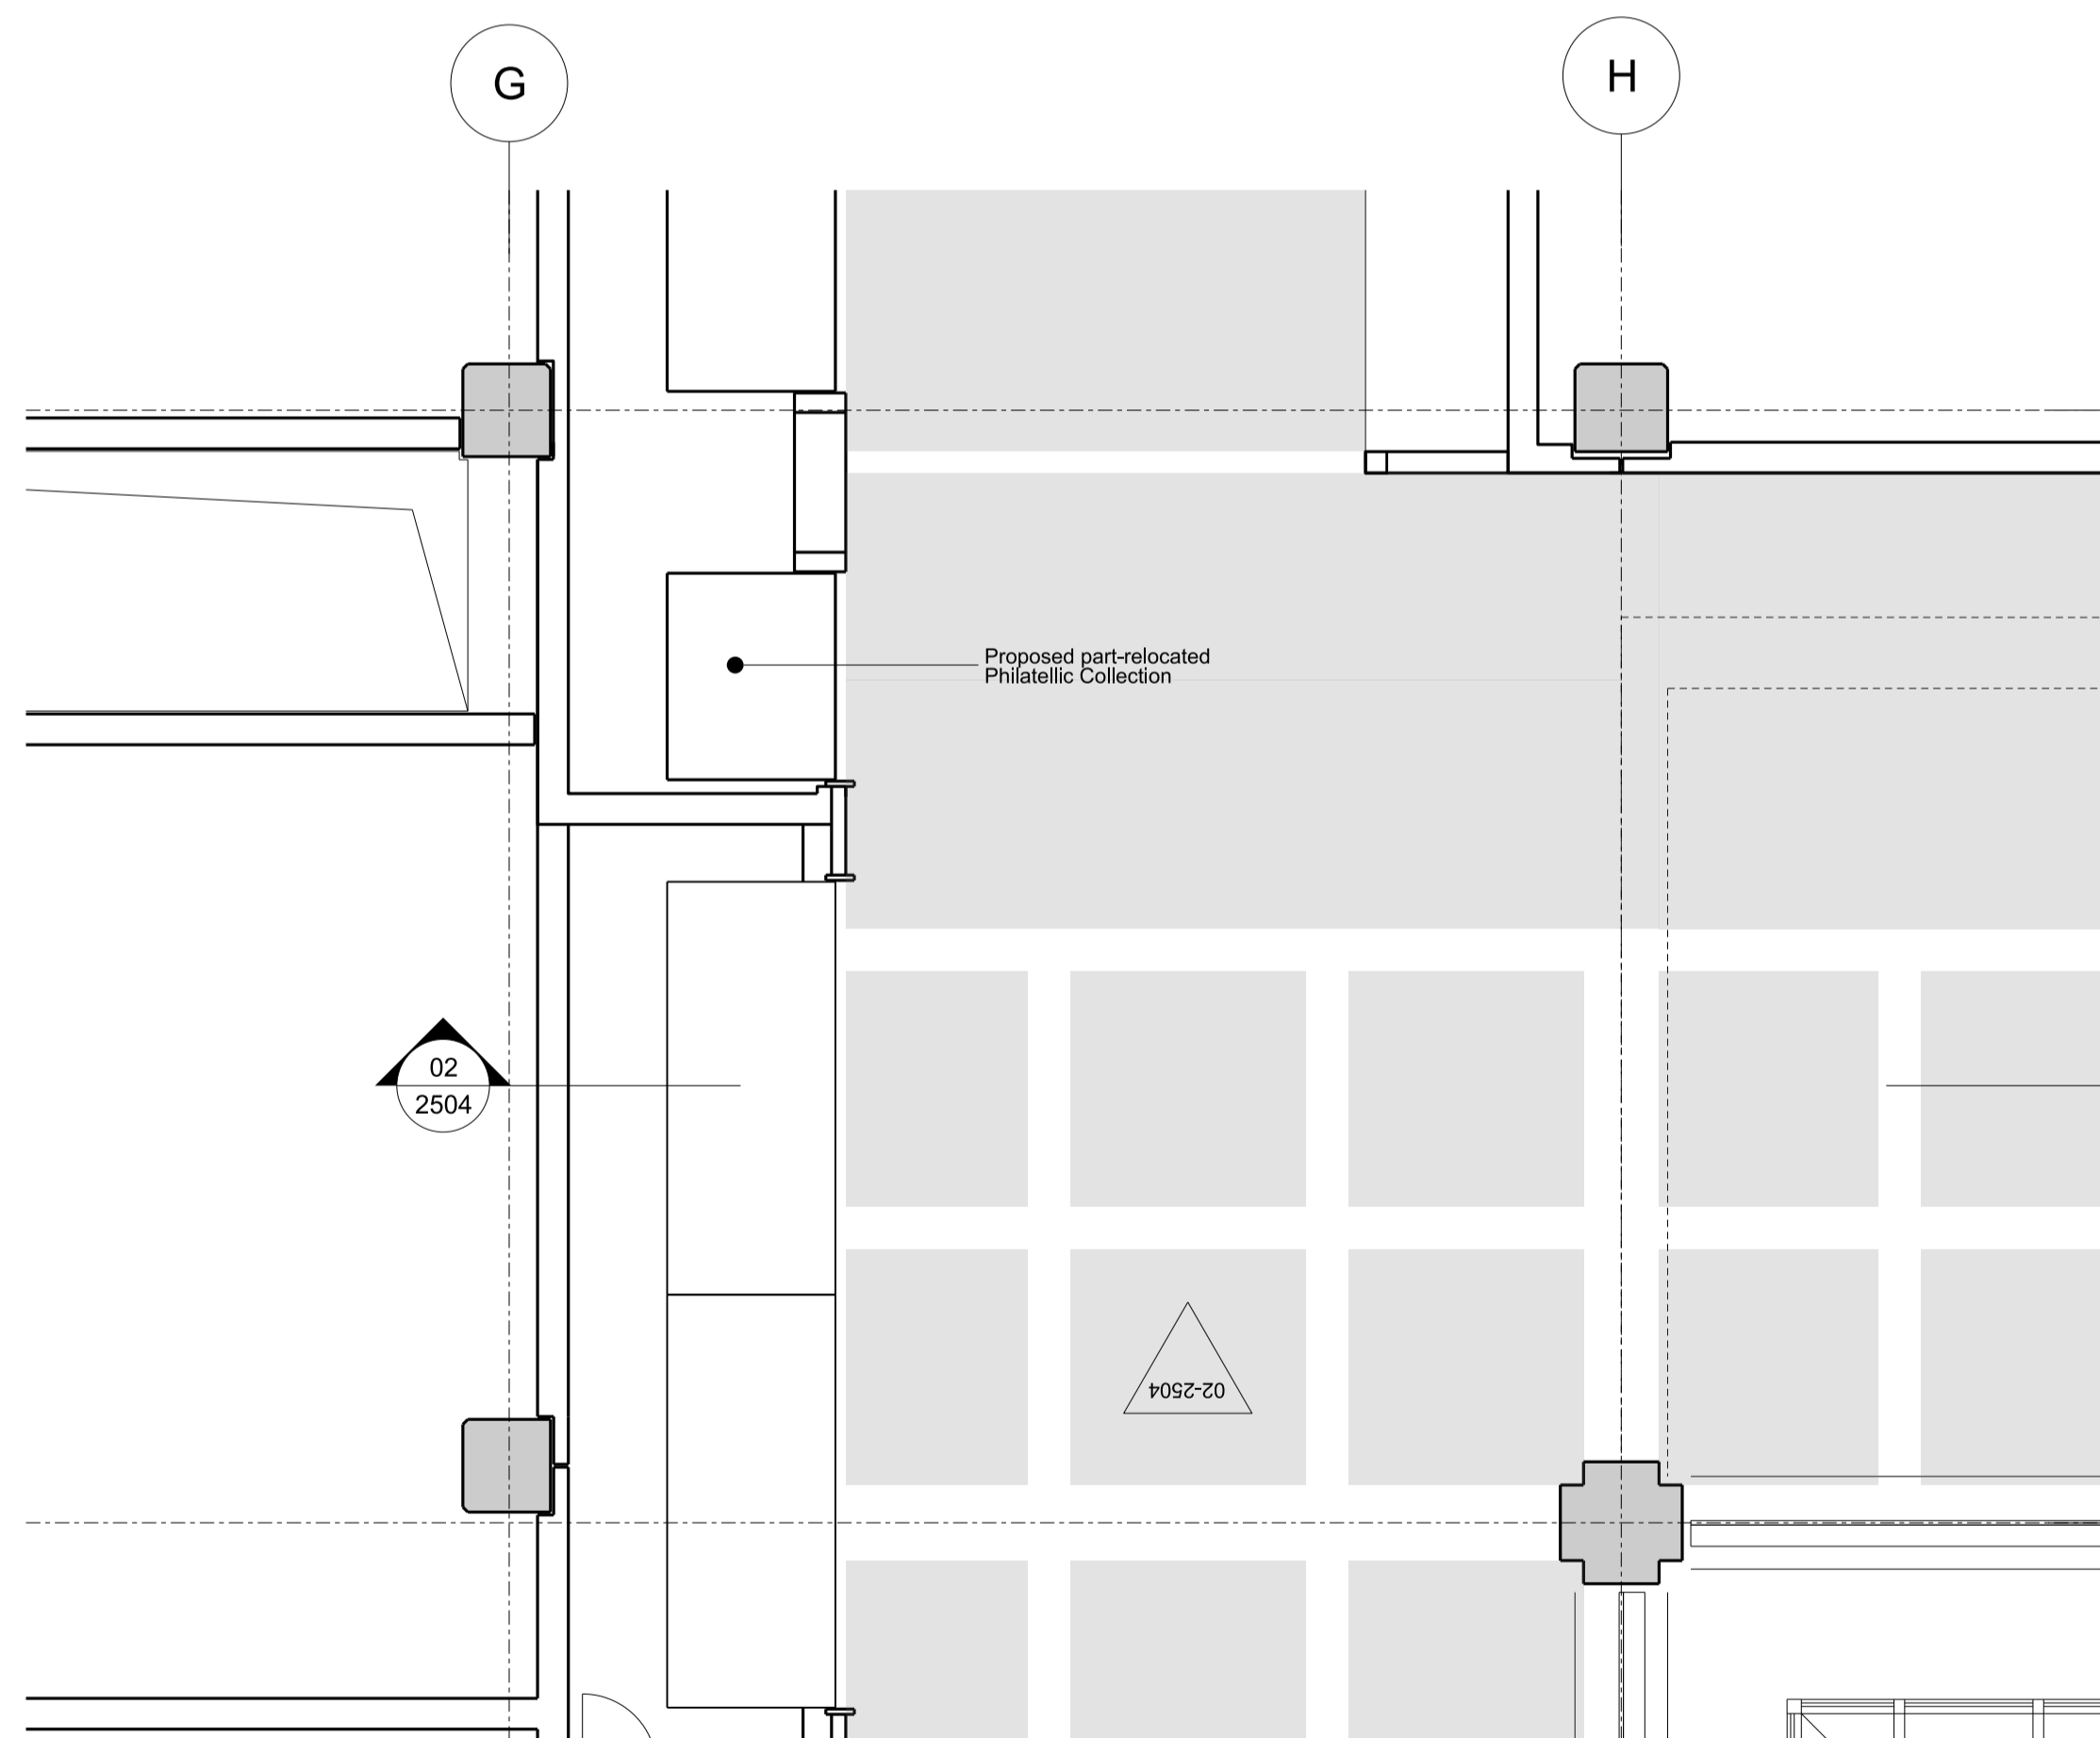 G
H
Proposed part-relocated
Philatellic Collection
02
2504
02-2504